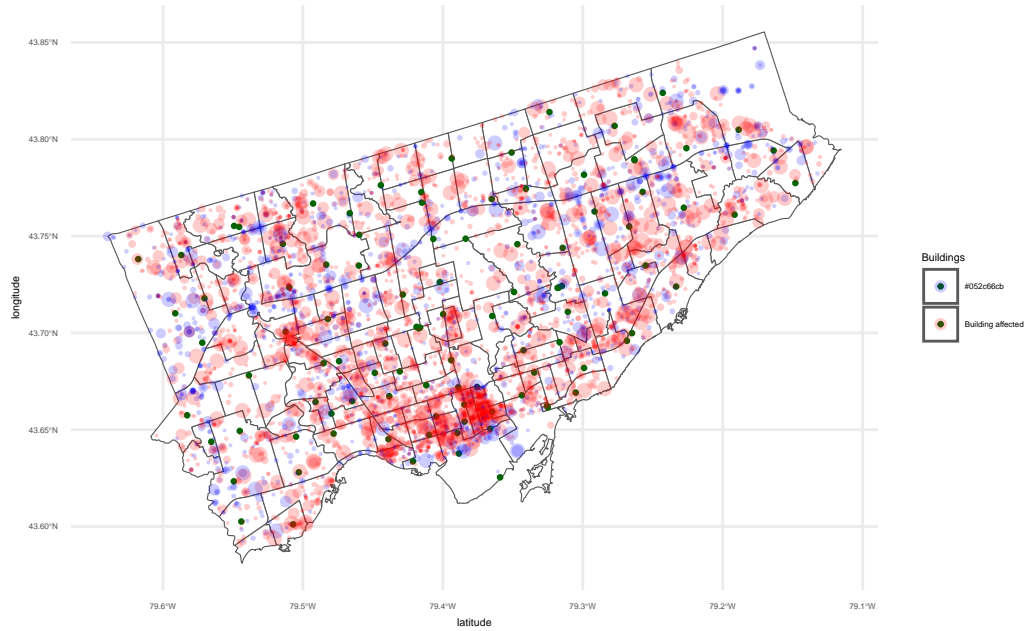 43.85°N
43.80°N
43.75°N
43.70°N
43.65°N
43.60°N
longitude
79.6°W 79.5°W 79.4°W 79.3°W 79.2°W 79.1°W
latitude
Buildings
#052c66cb
Building affected